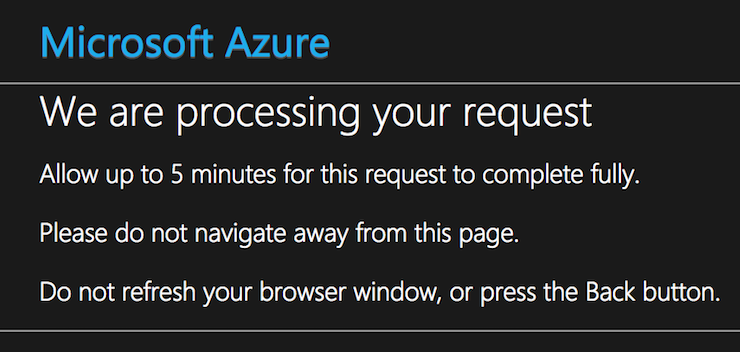 Microsoft Azure
We are processing your request
Allow up to 5 minutes for this request to complete fully.
Please do not navigate away from this page.
Do not refresh your browser window, or press the Back button.